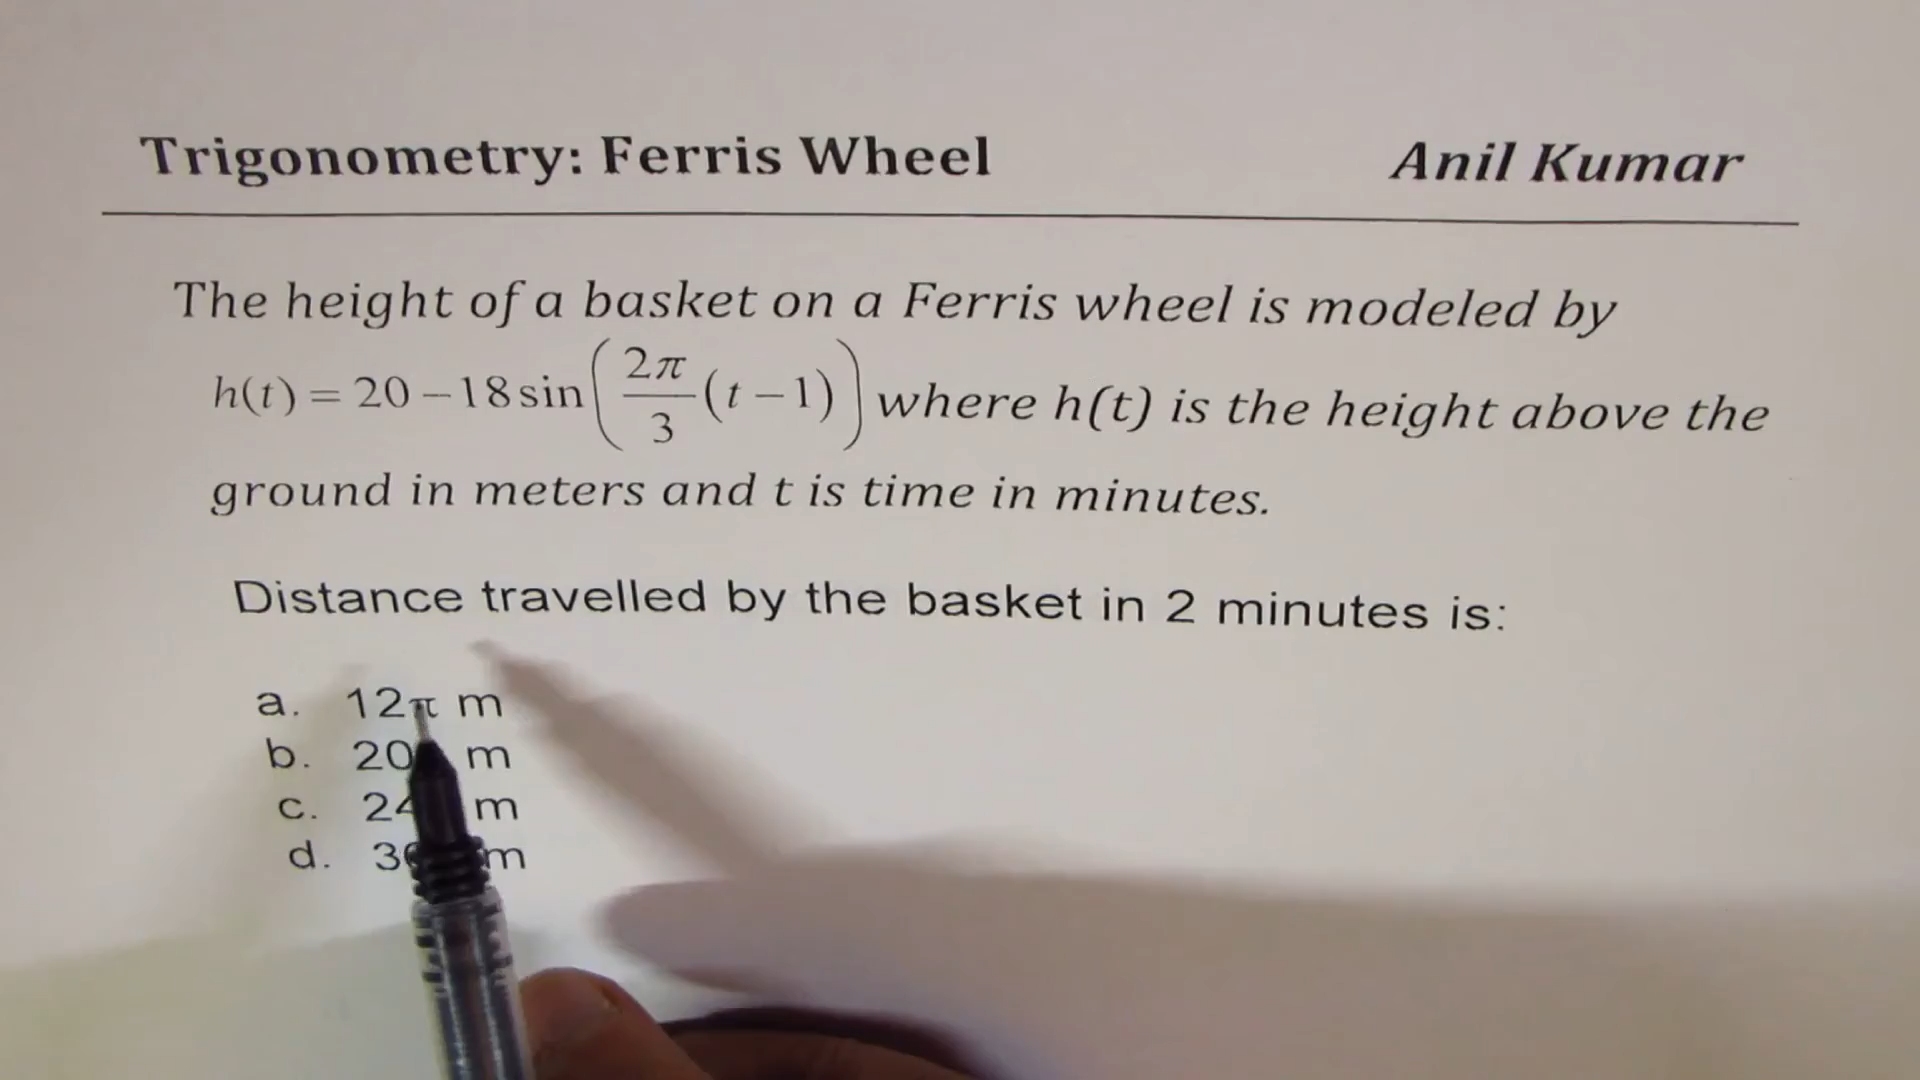 Trigonometry: Ferris Wheel Anil Kumar
The height of a basket on a Ferris wheel is modeled by
h(t) = 20 − 18 sin(2π/3 (t − 1)) where h(t) is the height above the
ground in meters and t is time in minutes.
Distance travelled by the basket in 2 minutes is:
a. 12π m
b. 20 m
c. m
d. m